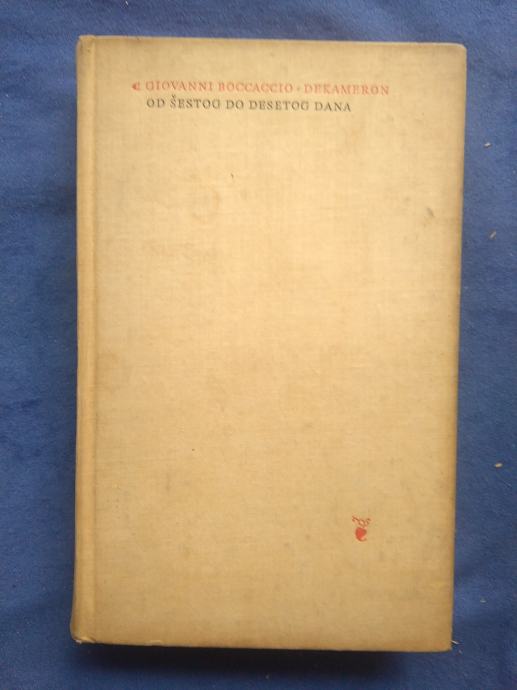 GIOVANNI BOCCACCIO • DEKAMERON
OD ŠESTOG DO DESETOG DANA